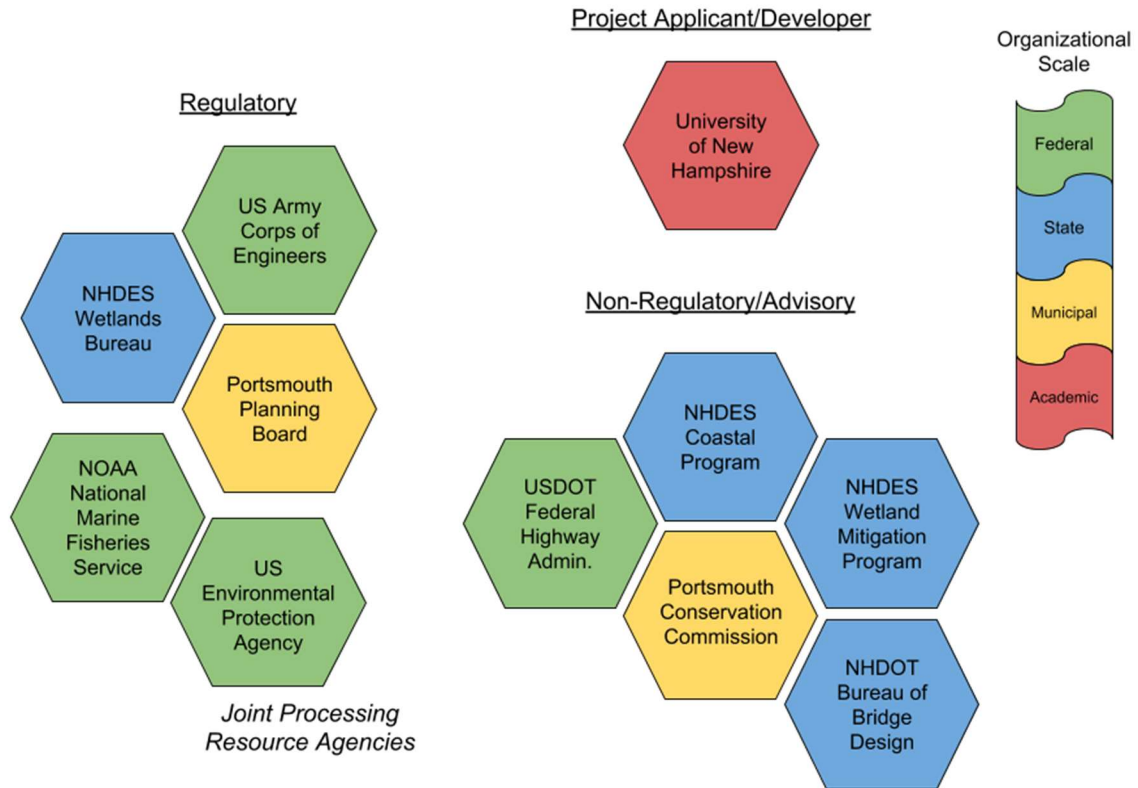 Project Applicant/Developer
University
of New
Hampshire
Organizational
Scale
Federal
State
Municipal
Academic
Regulatory
US Army
Corps of
Engineers
NHDES
Wetlands
Bureau
Portsmouth
Planning
Board
NOAA
National
Marine
Fisheries
Service
US
Environmental
Protection
Agency
Joint Processing
Resource Agencies
Non-Regulatory/Advisory
NHDES
Coastal
Program
USDOT
Federal
Highway
Admin.
NHDES
Wetland
Mitigation
Program
Portsmouth
Conservation
Commission
NHDOT
Bureau of
Bridge
Design